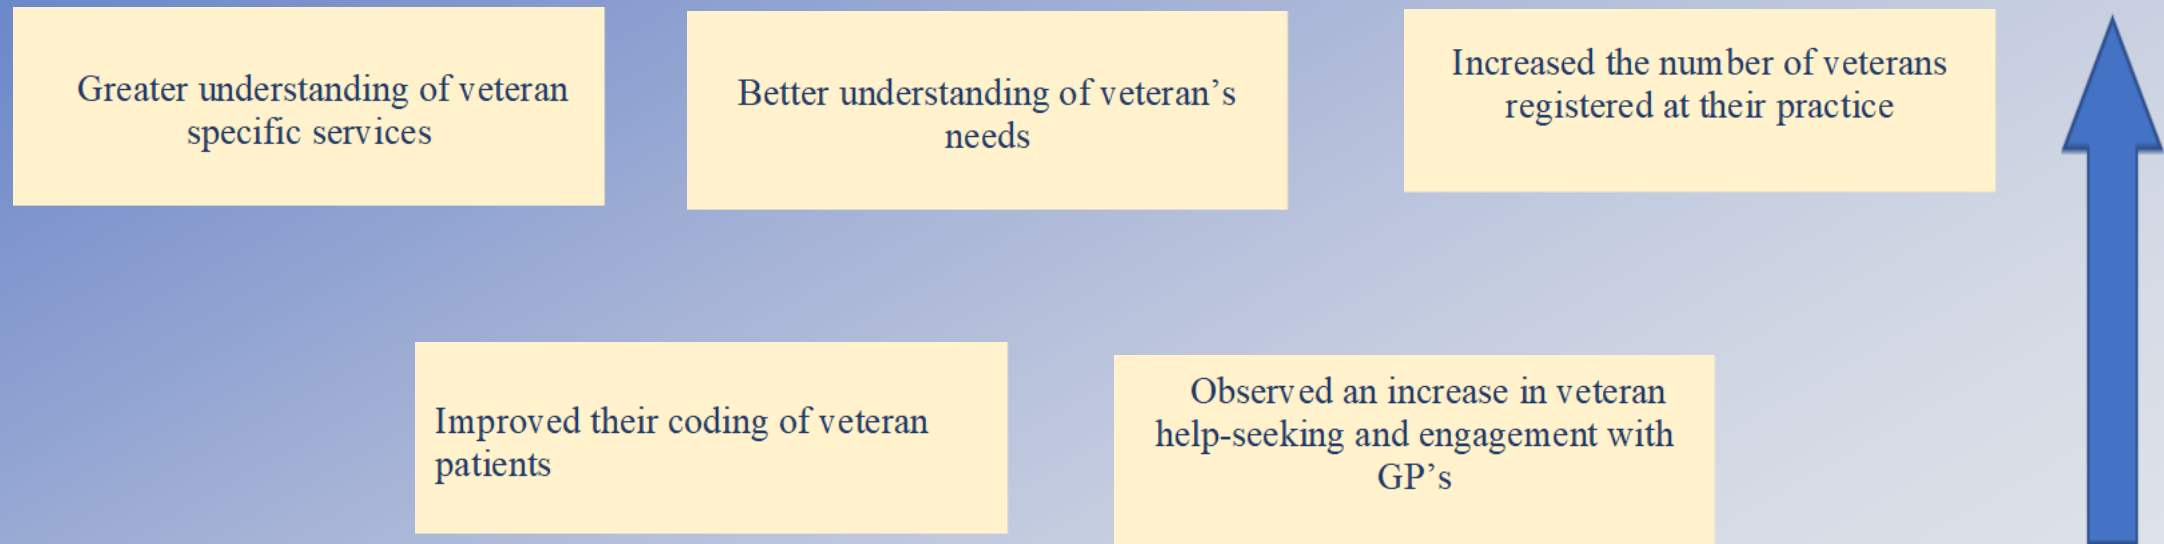 Greater understanding of veteran
specific services
Better understanding of veteran’s
needs
Increased the number of veterans
registered at their practice
Improved their coding of veteran
patients
Observed an increase in veteran
help-seeking and engagement with
GP’s